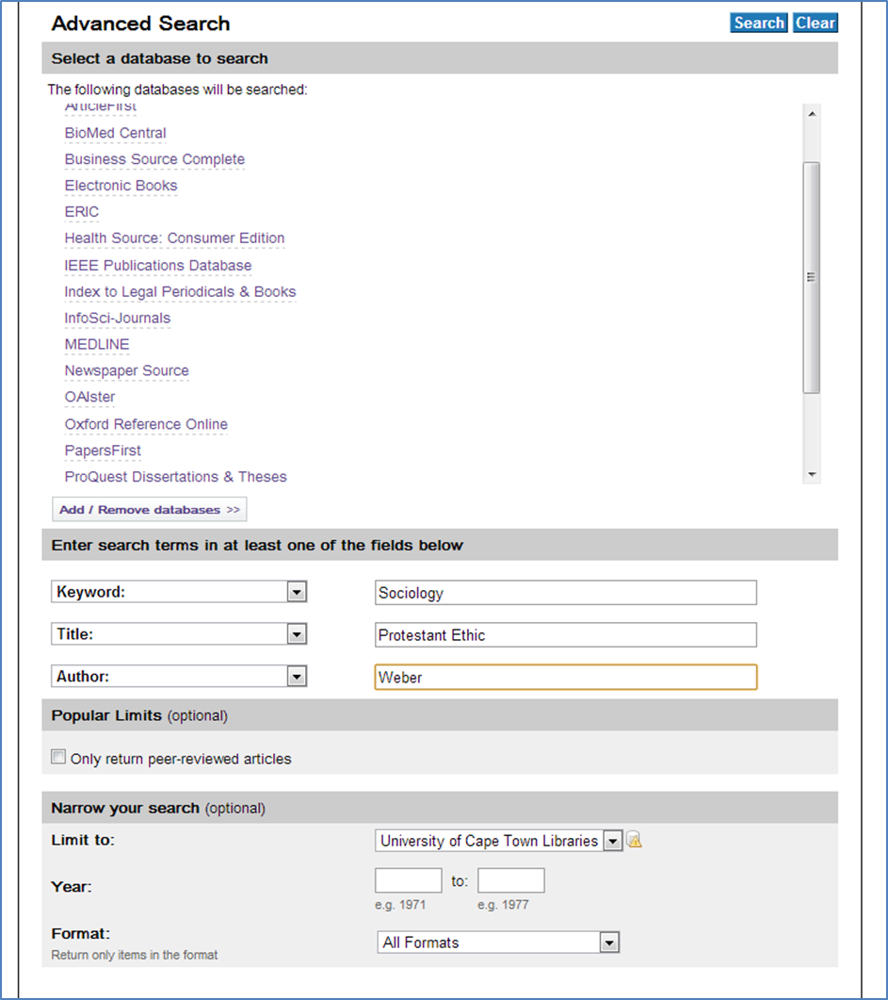 Advanced Search
Search Clear
Select a database to search
The following databases will be searched:
ArticleFirst
BioMed Central
Business Source Complete
Electronic Books
ERIC
Health Source: Consumer Edition
IEEE Publications Database
Index to Legal Periodicals & Books
InfoSci-Journals
MEDLINE
Newspaper Source
OAIster
Oxford Reference Online
PapersFirst
ProQuest Dissertations & Theses
Add / Remove databases >>
Enter search terms in at least one of the fields below
Keyword: Sociology
Title: Protestant Ethic
Author: Weber
Popular Limits (optional)
Only return peer-reviewed articles
Narrow your search (optional)
Limit to: University of Cape Town Libraries
Year: to:
e.g. 1971 e.g. 1977
Format: All Formats
Return only items in the format